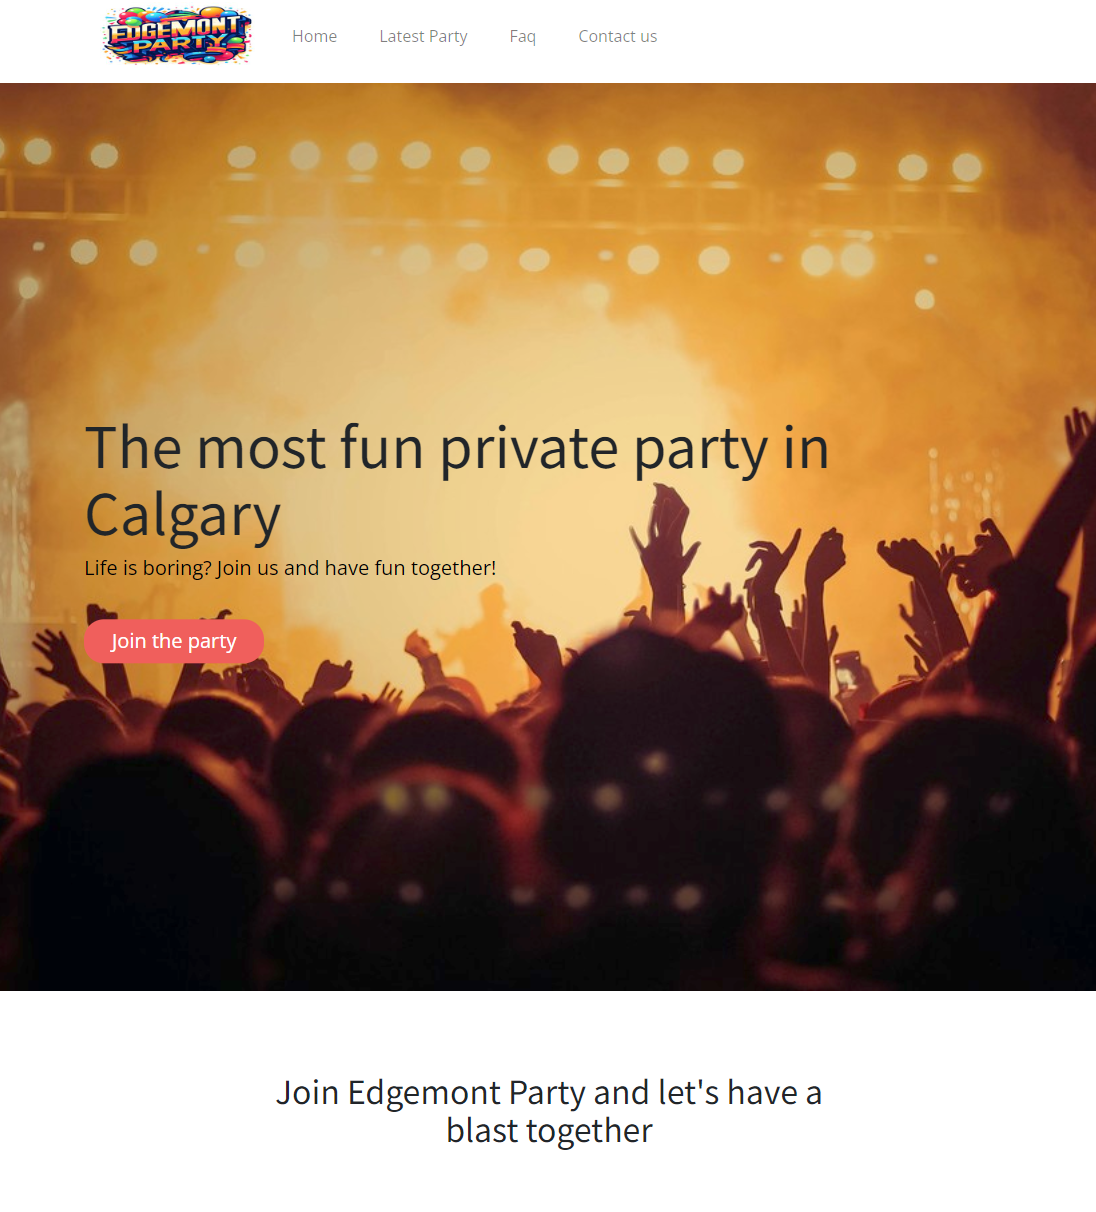 EDGEMONT
PARTY
Home
Latest Party
Faq
Contact us
The most fun private party in
Calgary
Life is boring? Join us and have fun together!
Join the party
Join Edgemont Party and let's have a
blast together